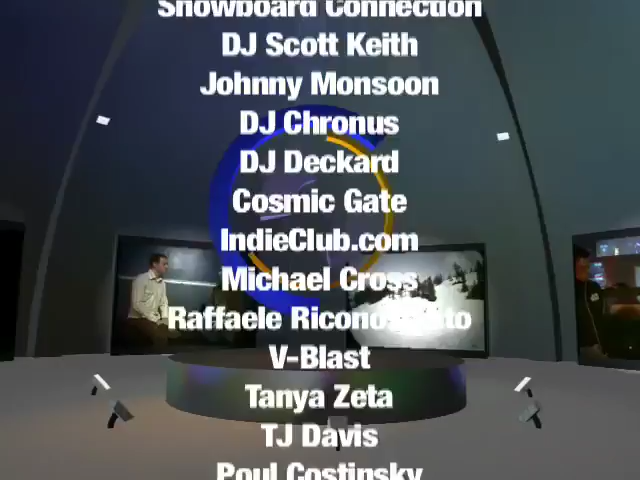 Snowboard Connection
DJ Scott Keith
Johnny Monsoon
DJ Chronus
DJ Deckard
Cosmic Gate
IndieClub.com
Michael Cross
Raffaele
V-Blast
Tanya Zeta
TJ Davis
Poul Costinsky